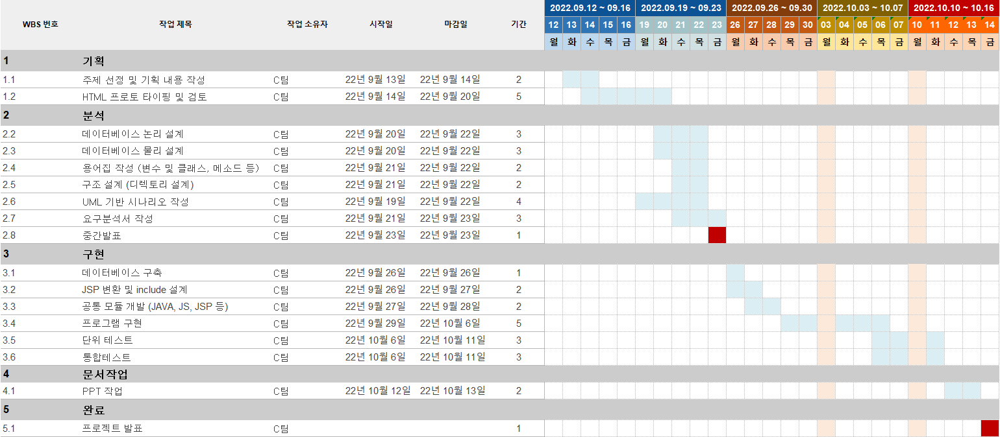 2022.09.12 ~ 09.16 2022.09.19 ~ 09.23 2022.09.26 ~ 09.30 2022.10.03 ~ 10.07 2022.10.10 ~ 10.16
WBS 번호 작업 제목 작업 소유자 시작일 마감일 기간
12 13 14 15 16 19 20 21 22 23 26 27 28 29 30 03 04 05 06 07 10 11 12 13 14
월 화 수 목 금 월 화 수 목 금 월 화 수 목 금 월 화 수 목 금 월 화 수 목 금
1 기획
1.1 주제 선정 및 기획 내용 작성 C팀 22년 9월 13일 22년 9월 14일 2
1.2 HTML 프로토 타이핑 및 검토 C팀 22년 9월 14일 22년 9월 20일 5
2 분석
2.2 데이터베이스 논리 설계 C팀 22년 9월 20일 22년 9월 22일 3
2.3 데이터베이스 물리 설계 C팀 22년 9월 20일 22년 9월 22일 3
2.4 용어집 작성 (변수 및 클래스, 메소드 등) C팀 22년 9월 21일 22년 9월 22일 2
2.5 구조 설계 (디렉토리 설계) C팀 22년 9월 21일 22년 9월 22일 2
2.6 UML 기반 시나리오 작성 C팀 22년 9월 19일 22년 9월 22일 4
2.7 요구분석서 작성 C팀 22년 9월 21일 22년 9월 23일 3
2.8 중간발표 C팀 22년 9월 23일 22년 9월 23일 1
3 구현
3.1 데이터베이스 구축 C팀 22년 9월 26일 22년 9월 26일 1
3.2 JSP 변환 및 include 설계 C팀 22년 9월 26일 22년 9월 27일 2
3.3 공통 모듈 개발 (JAVA, JS, JSP 등) C팀 22년 9월 27일 22년 9월 28일 2
3.4 프로그램 구현 C팀 22년 9월 29일 22년 10월 6일 5
3.5 단위 테스트 C팀 22년 10월 6일 22년 10월 11일 3
3.6 통합테스트 C팀 22년 10월 6일 22년 10월 11일 3
4 문서작업
4.1 PPT 작업 C팀 22년 10월 12일 22년 10월 13일 2
5 완료
5.1 프로젝트 발표 C팀 1